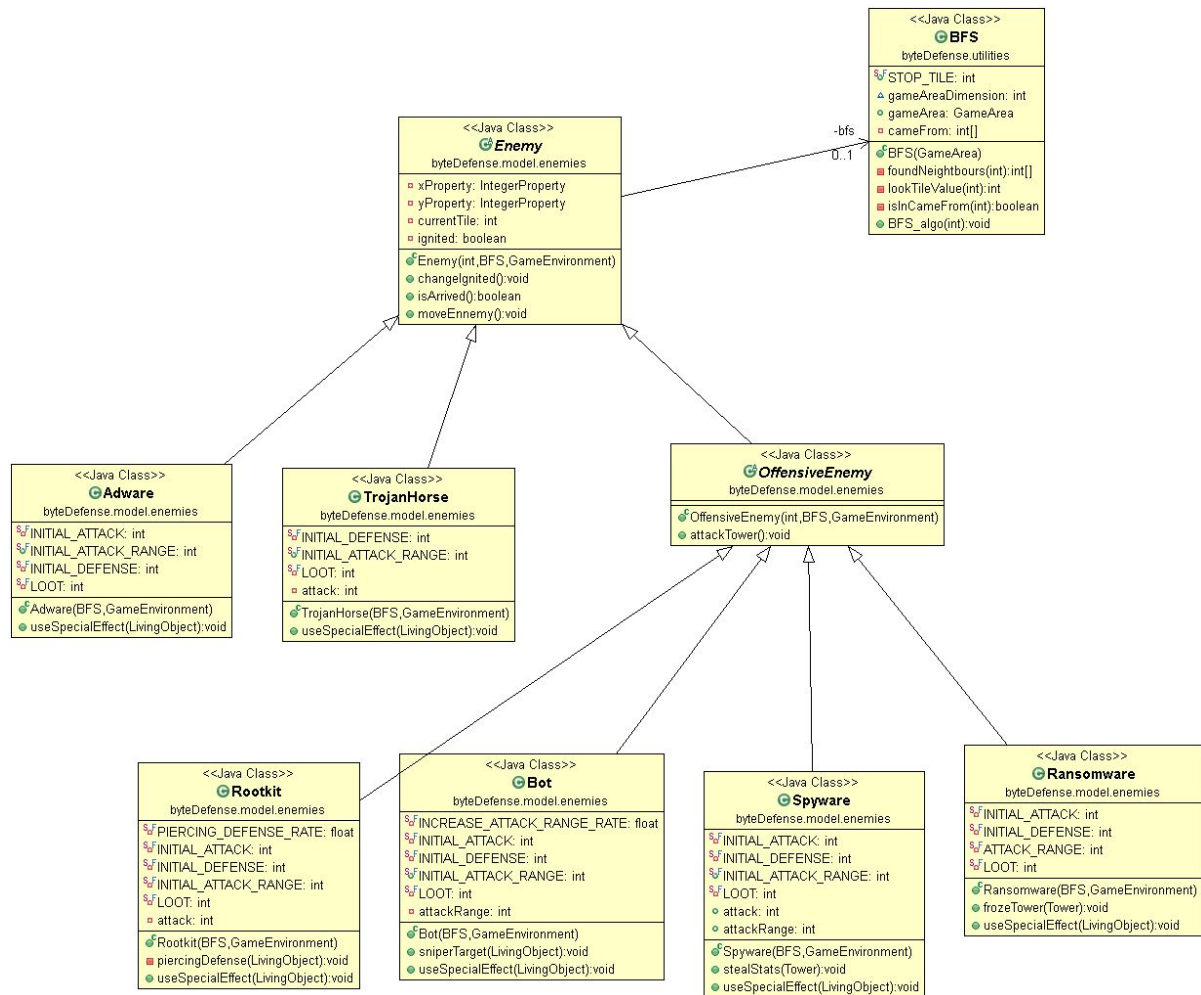 <<Java Class>>
BFS
byteDefense.utilities
STOP_TILE: int
gameAreaDimension: int
gameArea: GameArea
cameFrom: int[]
BFS(GameArea)
foundNeighbours(int):int[]
lookTileValue(int):int
isInCameFrom(int):boolean
BFS_algo(int):void
-bfs
0..1
<<Java Class>>
Enemy
byteDefense.model.enemies
xProperty: IntegerProperty
yProperty: IntegerProperty
currentTile: int
ignited: boolean
Enemy(int,BFS,GameEnvironment)
changeIgnited():void
isArrived():boolean
moveEnnemy():void
<<Java Class>>
Adware
byteDefense.model.enemies
INITIAL_ATTACK: int
INITIAL_ATTACK_RANGE: int
INITIAL_DEFENSE: int
LOOT: int
Adware(BFS,GameEnvironment)
useSpecialEffect(LivingObject):void
<<Java Class>>
TrojanHorse
byteDefense.model.enemies
INITIAL_DEFENSE: int
INITIAL_ATTACK_RANGE: int
LOOT: int
attack: int
TrojanHorse(BFS,GameEnvironment)
useSpecialEffect(LivingObject):void
<<Java Class>>
OffensiveEnemy
byteDefense.model.enemies
OffensiveEnemy(int,BFS,GameEnvironment)
attackTower():void
<<Java Class>>
Rootkit
byteDefense.model.enemies
PIERCING_DEFENSE_RATE: float
INITIAL_ATTACK: int
INITIAL_DEFENSE: int
INITIAL_ATTACK_RANGE: int
LOOT: int
attack: int
Rootkit(BFS,GameEnvironment)
piercingDefense(LivingObject):void
useSpecialEffect(LivingObject):void
<<Java Class>>
Bot
byteDefense.model.enemies
INCREASE_ATTACK_RANGE_RATE: float
INITIAL_ATTACK: int
INITIAL_DEFENSE: int
INITIAL_ATTACK_RANGE: int
LOOT: int
attackRange: int
Bot(BFS,GameEnvironment)
sniperTarget(LivingObject):void
useSpecialEffect(LivingObject):void
<<Java Class>>
Spyware
byteDefense.model.enemies
INITIAL_ATTACK: int
INITIAL_DEFENSE: int
INITIAL_ATTACK_RANGE: int
LOOT: int
attack: int
attackRange: int
Spyware(BFS,GameEnvironment)
stealStats(Tower):void
useSpecialEffect(LivingObject):void
<<Java Class>>
Ransomware
byteDefense.model.enemies
INITIAL_ATTACK: int
INITIAL_DEFENSE: int
ATTACK_RANGE: int
LOOT: int
Ransomware(BFS,GameEnvironment)
frozeTower(Tower):void
useSpecialEffect(LivingObject):void